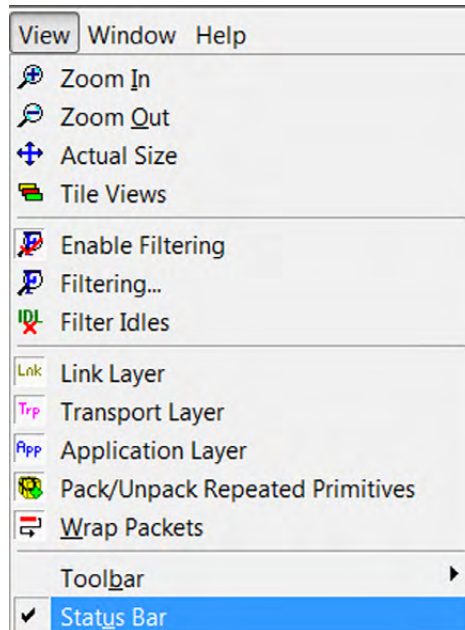 View Window Help
Zoom In
Zoom Out
Actual Size
Tile Views
Enable Filtering
Filtering...
IDL Filter Idles
Lnk Link Layer
Trp Transport Layer
App Application Layer
Pack/Unpack Repeated Primitives
Wrap Packets
Toolbar
Status Bar